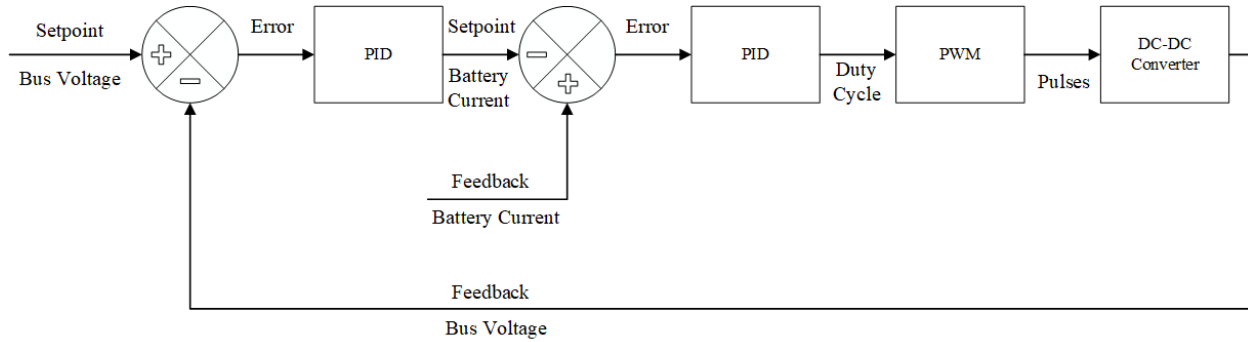 Setpoint
Bus Voltage
Error
PID
Setpoint
Battery
Current
Error
PID
Duty
Cycle
PWM
Pulses
DC-DC
Converter
Feedback
Battery Current
Feedback
Bus Voltage